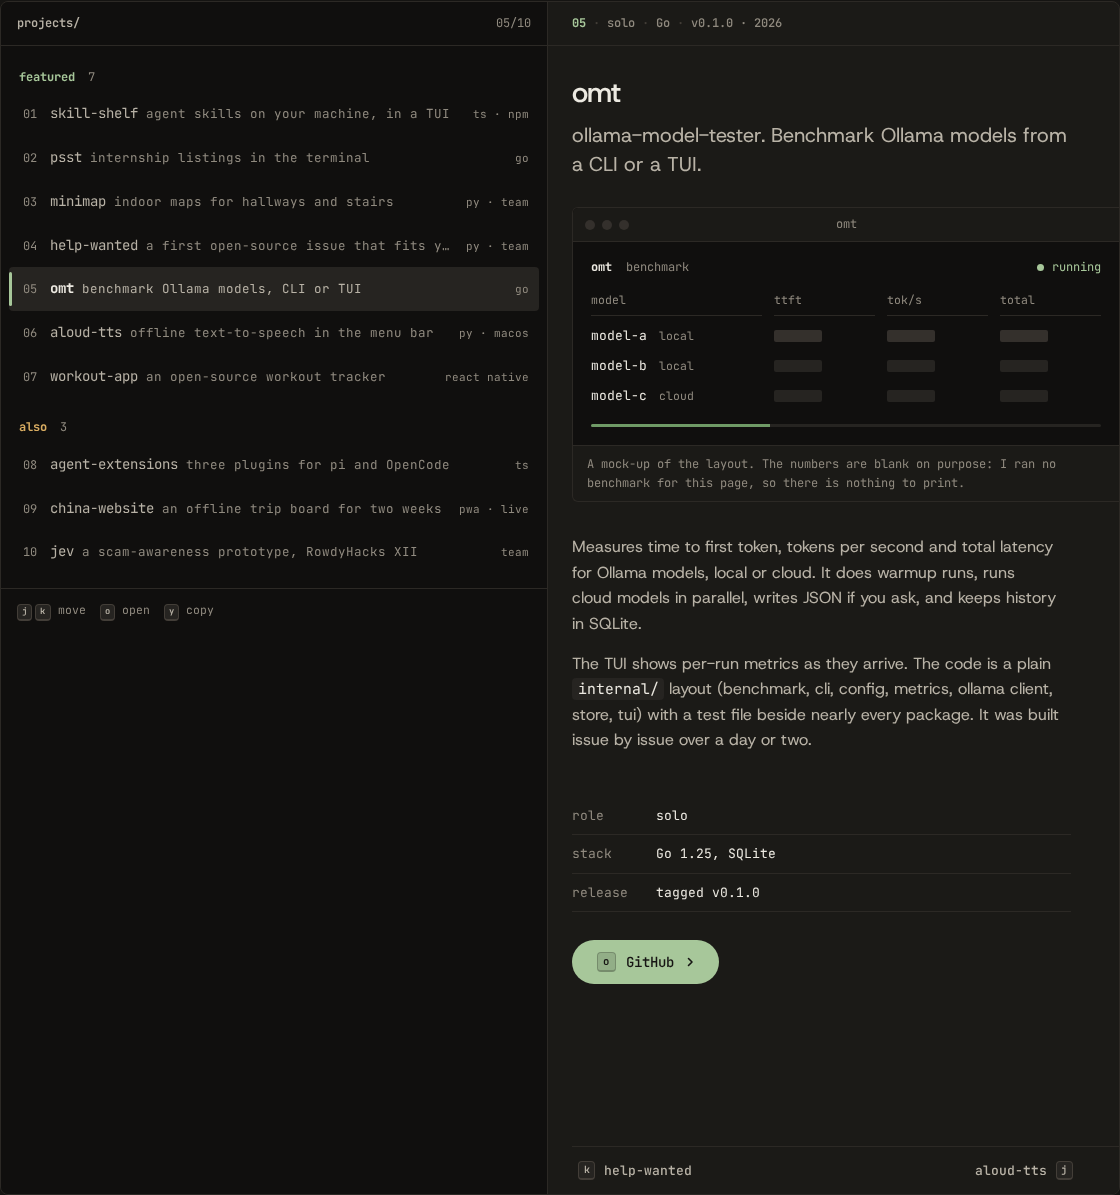 projects/ 05/10
featured 7
01 skill-shelf agent skills on your machine, in a TUI ts · npm
02 psst internship listings in the terminal go
03 minimap indoor maps for hallways and stairs py · team
04 help-wanted a first open-source issue that fits y… py · team
05 omt benchmark Ollama models, CLI or TUI go
06 aloud-tts offline text-to-speech in the menu bar py · macos
07 workout-app an open-source workout tracker react native
also 3
08 agent-extensions three plugins for pi and OpenCode ts
09 china-website an offline trip board for two weeks pwa · live
10 jev a scam-awareness prototype, RowdyHacks XII team
j k move o open y copy
05 · solo · Go · v0.1.0 · 2026
omt
ollama-model-tester. Benchmark Ollama models from
a CLI or a TUI.
omt
omt benchmark running
model ttft tok/s total
model-a local
model-b local
model-c cloud
A mock-up of the layout. The numbers are blank on purpose: I ran no
benchmark for this page, so there is nothing to print.
Measures time to first token, tokens per second and total latency
for Ollama models, local or cloud. It does warmup runs, runs
cloud models in parallel, writes JSON if you ask, and keeps history
in SQLite.
The TUI shows per-run metrics as they arrive. The code is a plain
internal/ layout (benchmark, cli, config, metrics, ollama client,
store, tui) with a test file beside nearly every package. It was built
issue by issue over a day or two.
role solo
stack Go 1.25, SQLite
release tagged v0.1.0
o GitHub
k help-wanted aloud-tts j